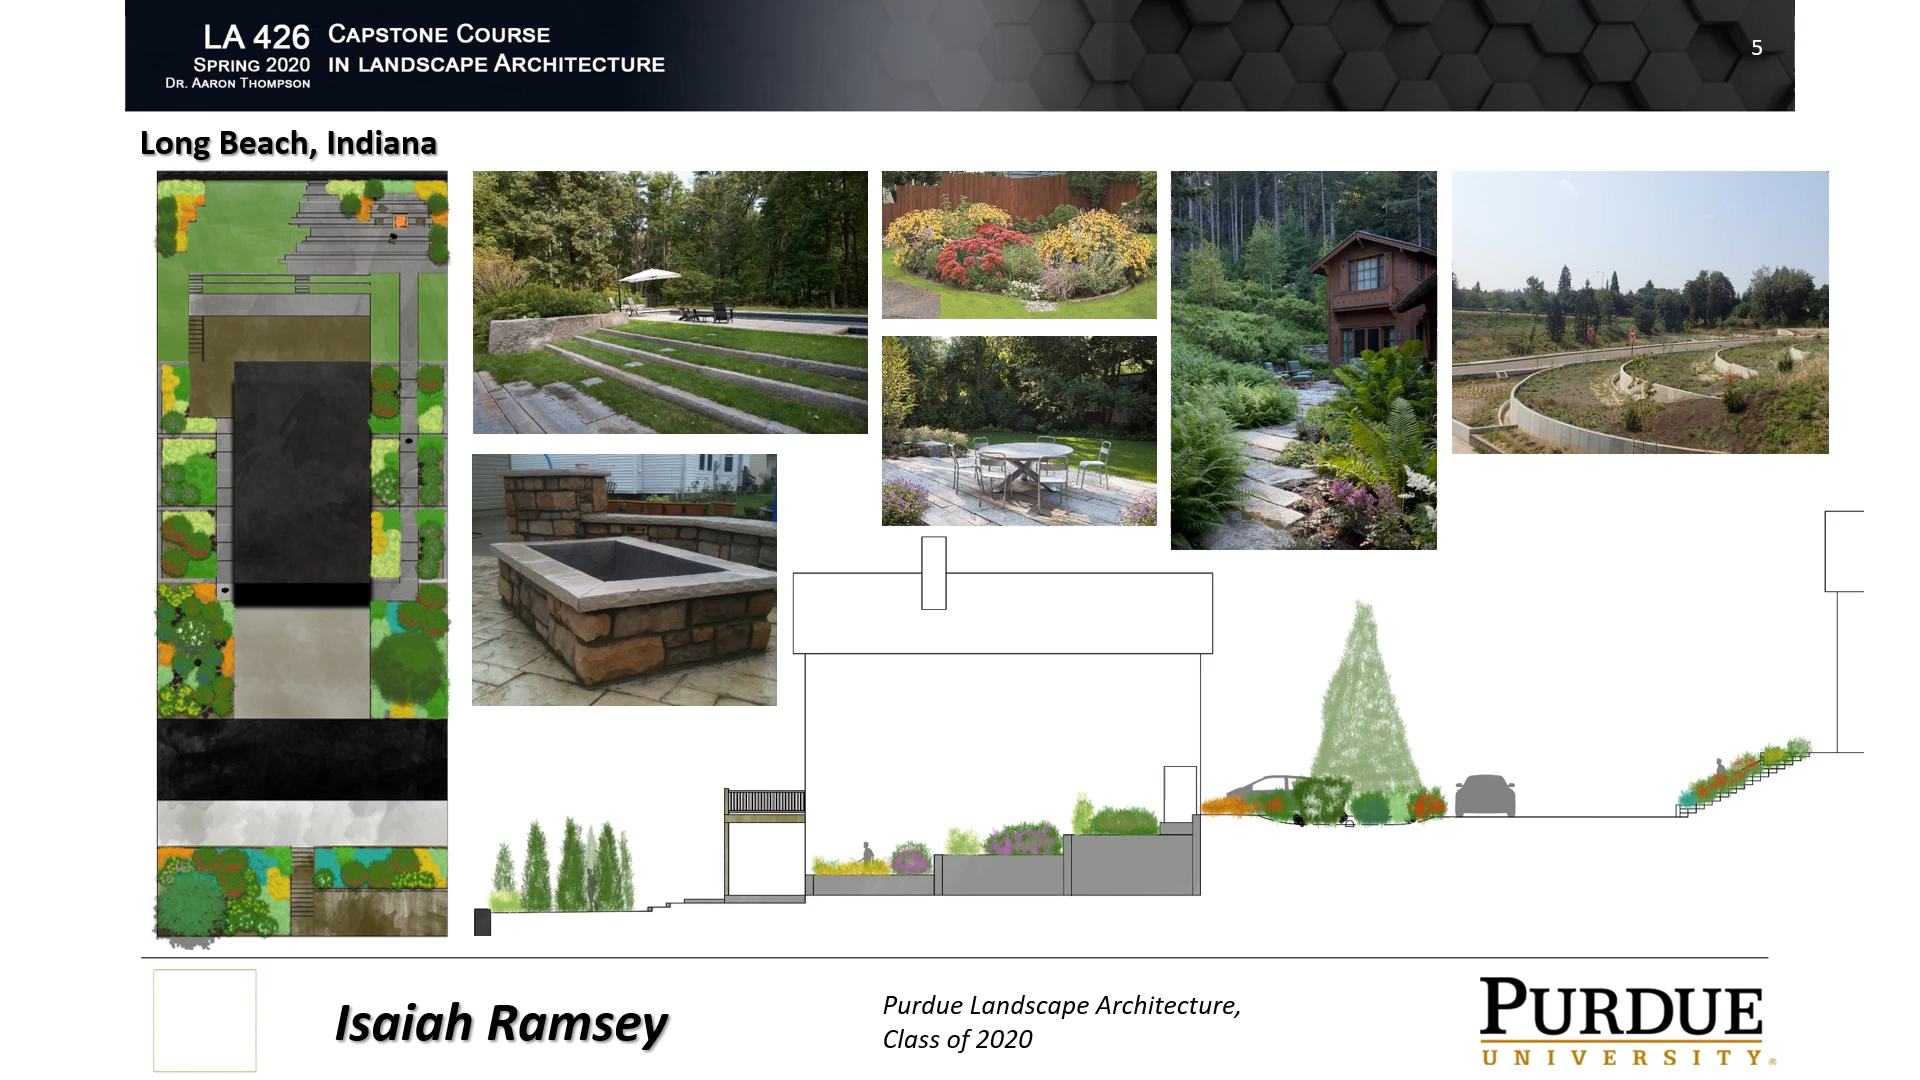 LA 426
SPRING 2020
DR. AARON THOMPSON
CAPSTONE COURSE
IN LANDSCAPE ARCHITECTURE
5
Long Beach, Indiana
Isaiah Ramsey
Purdue Landscape Architecture,
Class of 2020
PURDUE
UNIVERSITY®